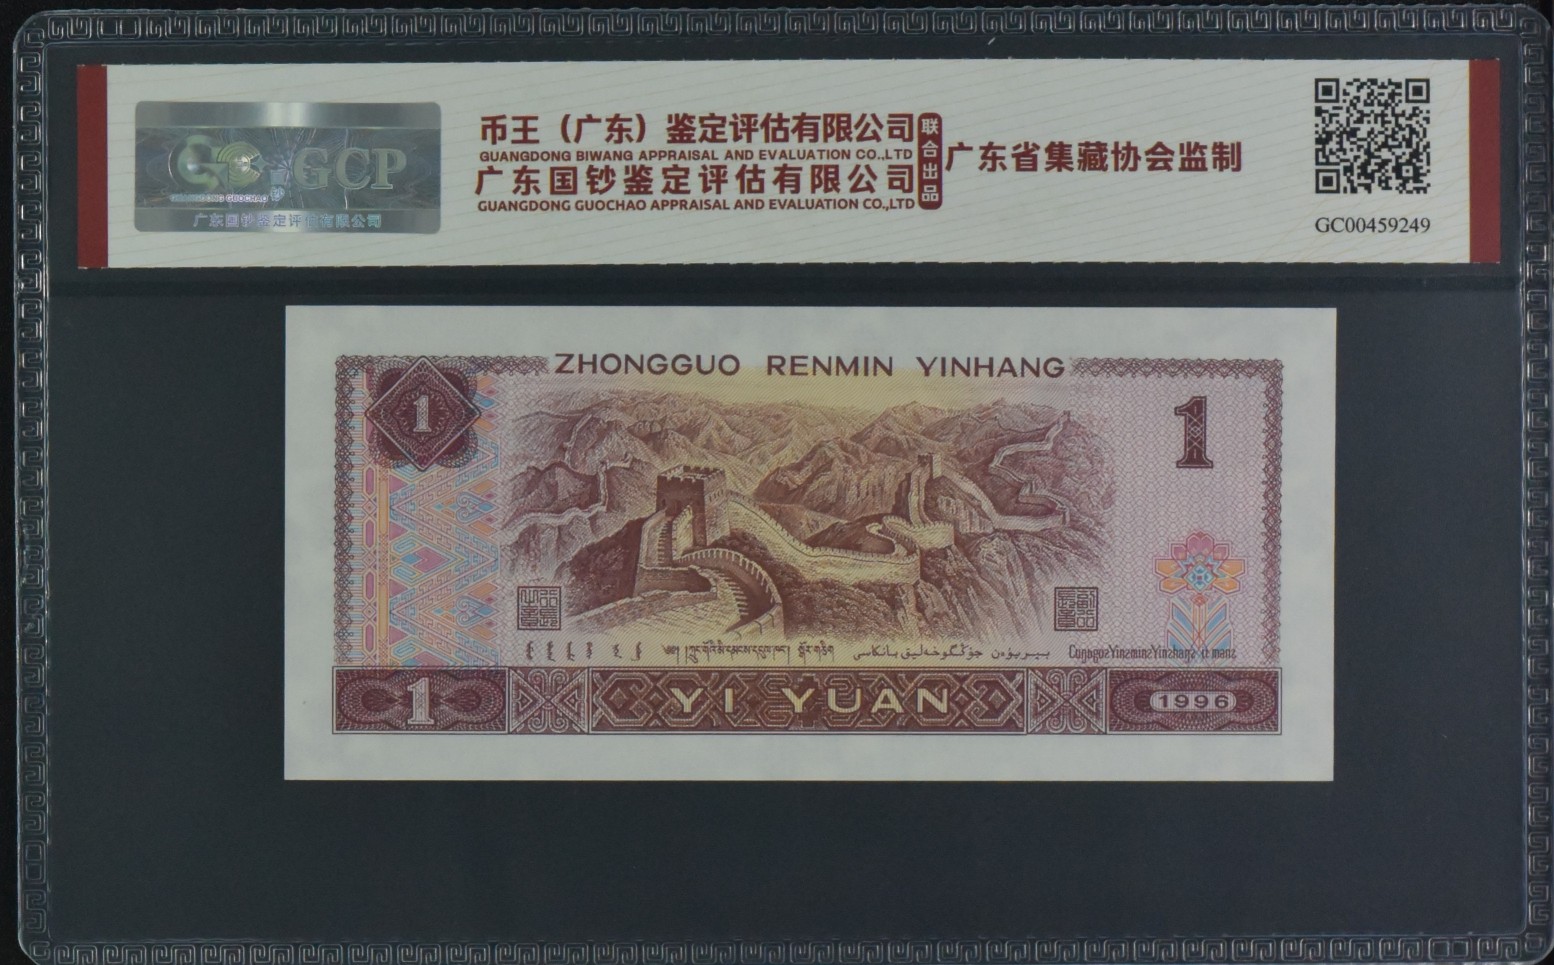 GCP
GUANGDONG GUOCHAO
广东国钞鉴定评估有限公司
币王（广东）鉴定评估有限公司
GUANGDONG BIWANG APPRAISAL AND EVALUATION CO.,LTD
广东国钞鉴定评估有限公司
GUANGDONG GUOCHAO APPRAISAL AND EVALUATION CO.,LTD
联合出品
广东省集藏协会监制
GC00459249
ZHONGGUO RENMIN YINHANG
1
1
1
YI YUAN
1996